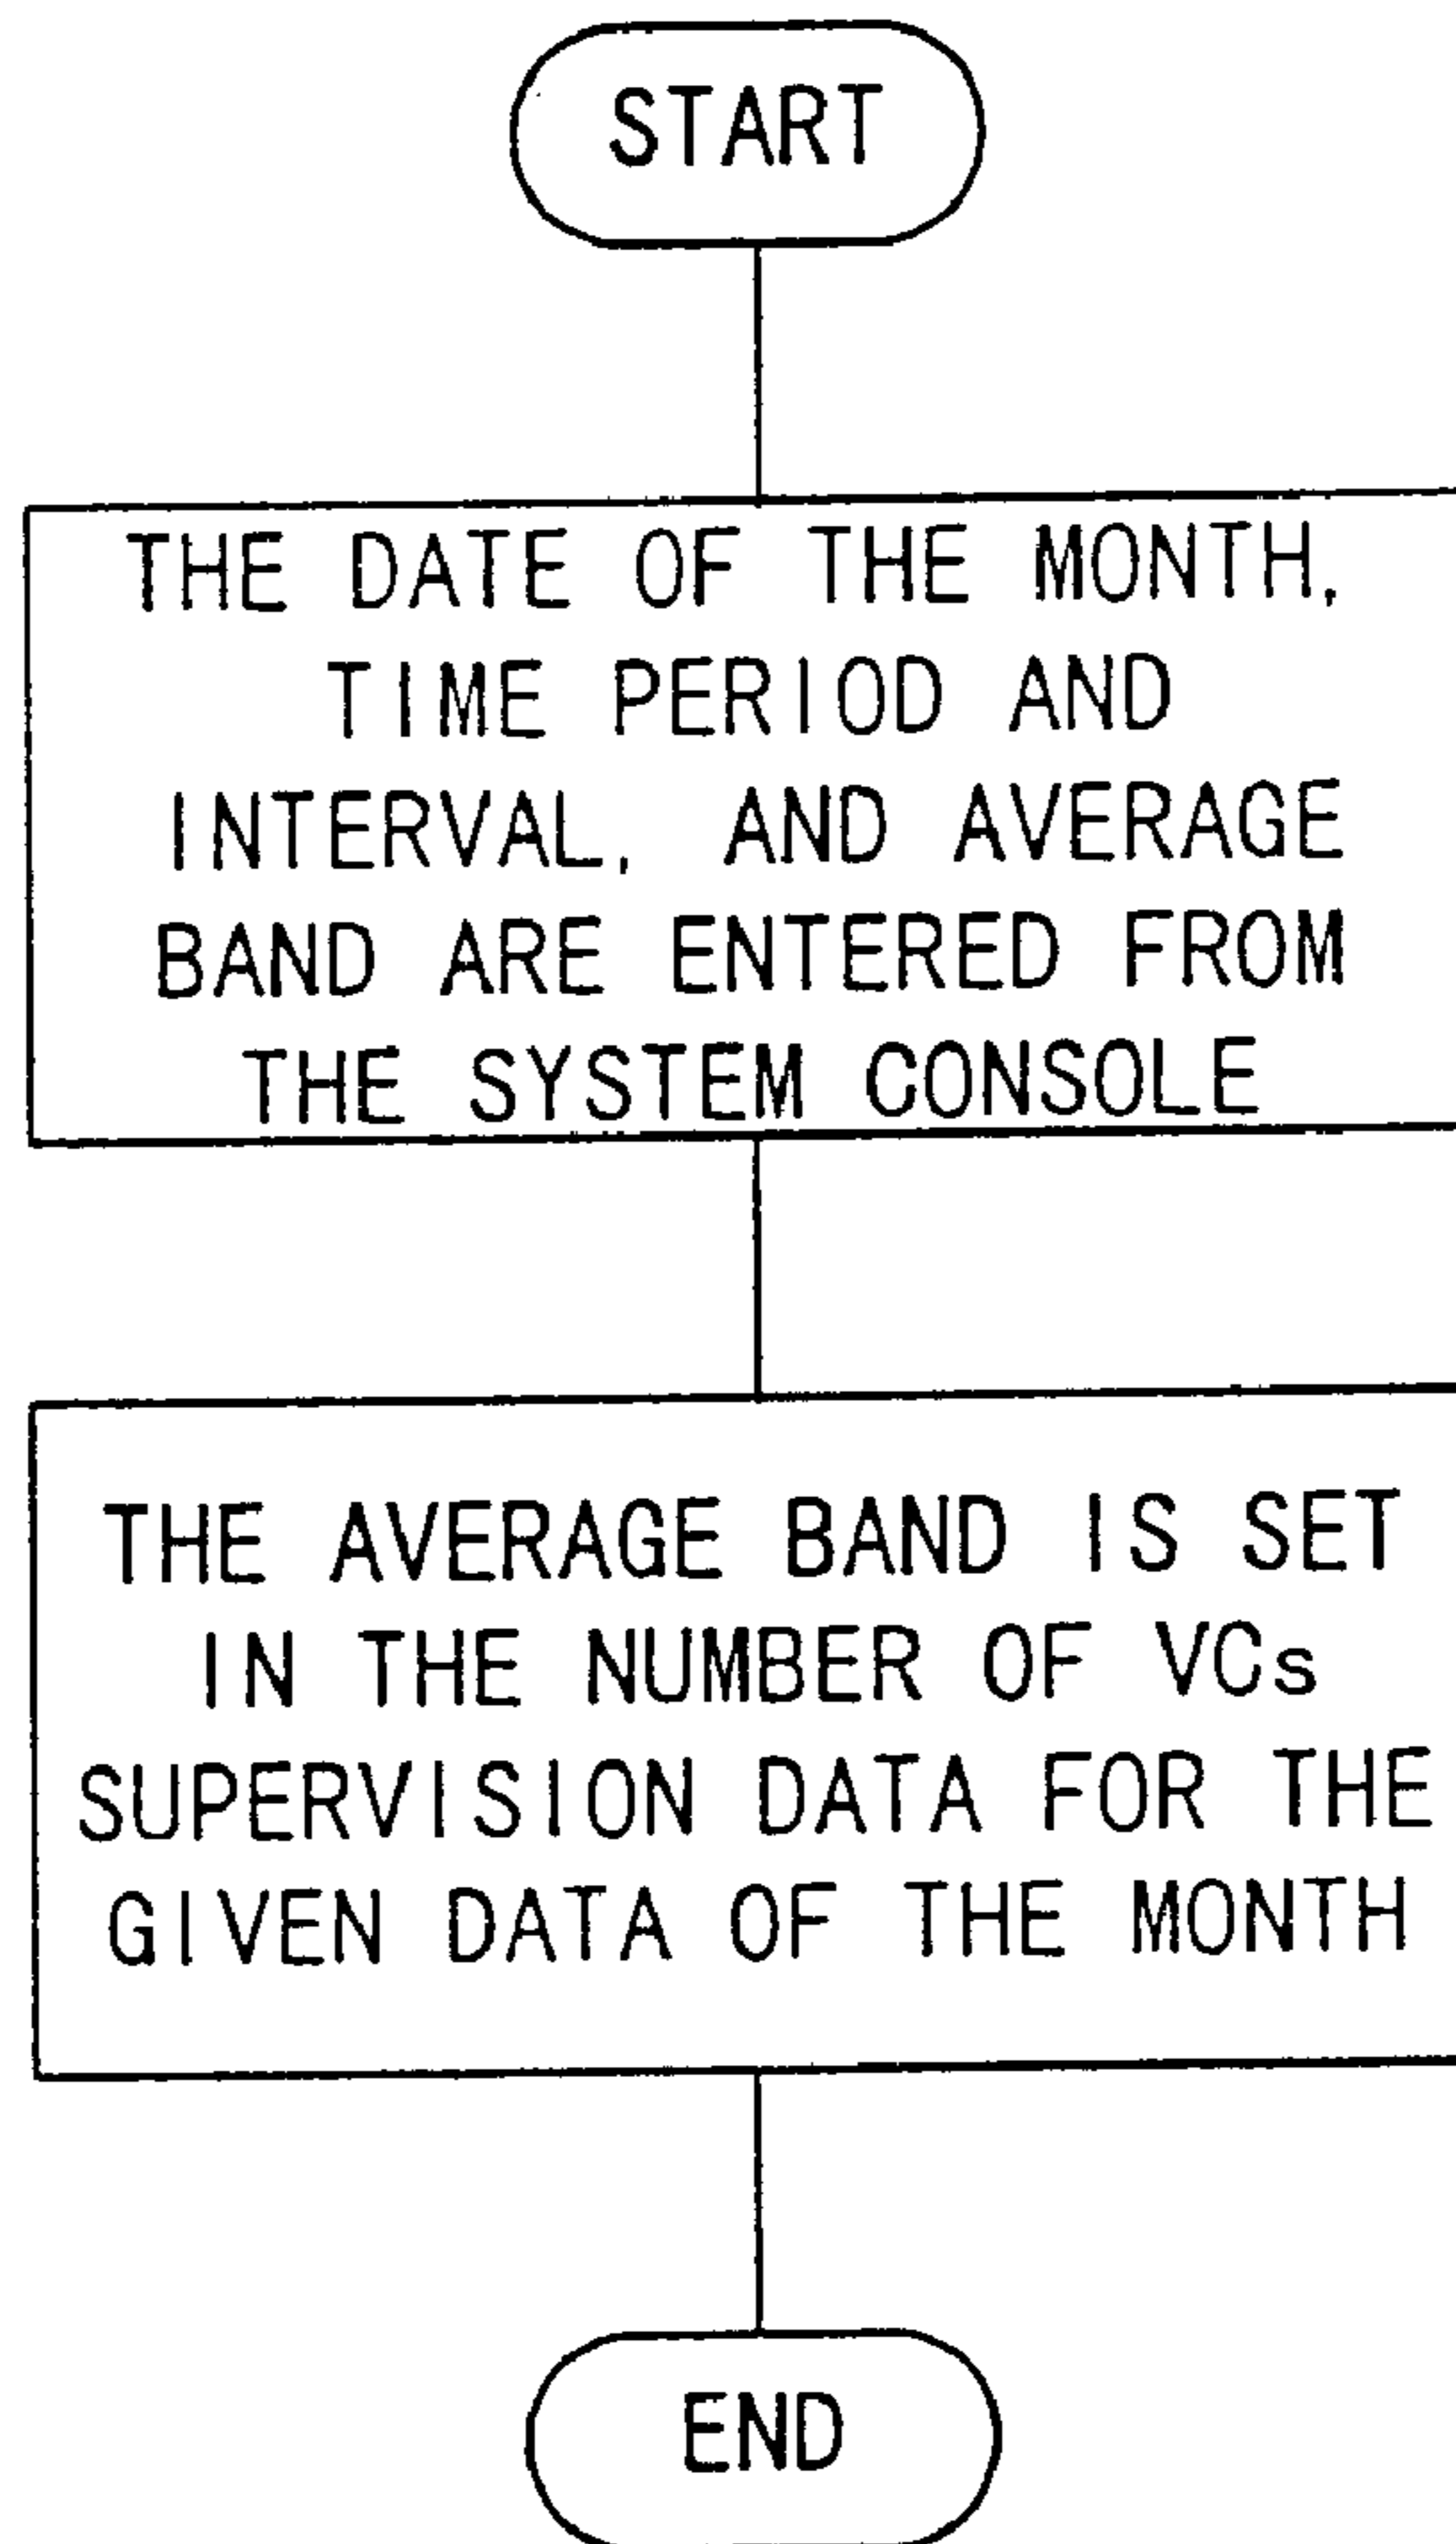 START
THE DATE OF THE MONTH,
TIME PERIOD AND
INTERVAL, AND AVERAGE
BAND ARE ENTERED FROM
THE SYSTEM CONSOLE
THE AVERAGE BAND IS SET
IN THE NUMBER OF VCs
SUPERVISION DATA FOR THE
GIVEN DATA OF THE MONTH
END